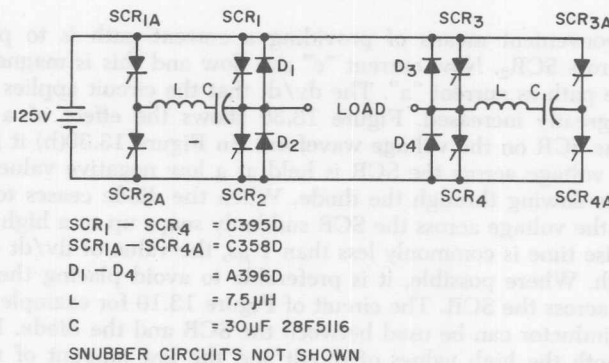 SCR1A SCR1 SCR3 SCR3A
D1 D3
L C LOAD L C
125V
D2 D4
SCR2A SCR2 SCR4 SCR4A
SCR1 – SCR4 = C395D
SCR1A – SCR4A = C358D
D1 – D4 = A396D
L = 7.5μH
C = 30μF 28F5116
SNUBBER CIRCUITS NOT SHOWN